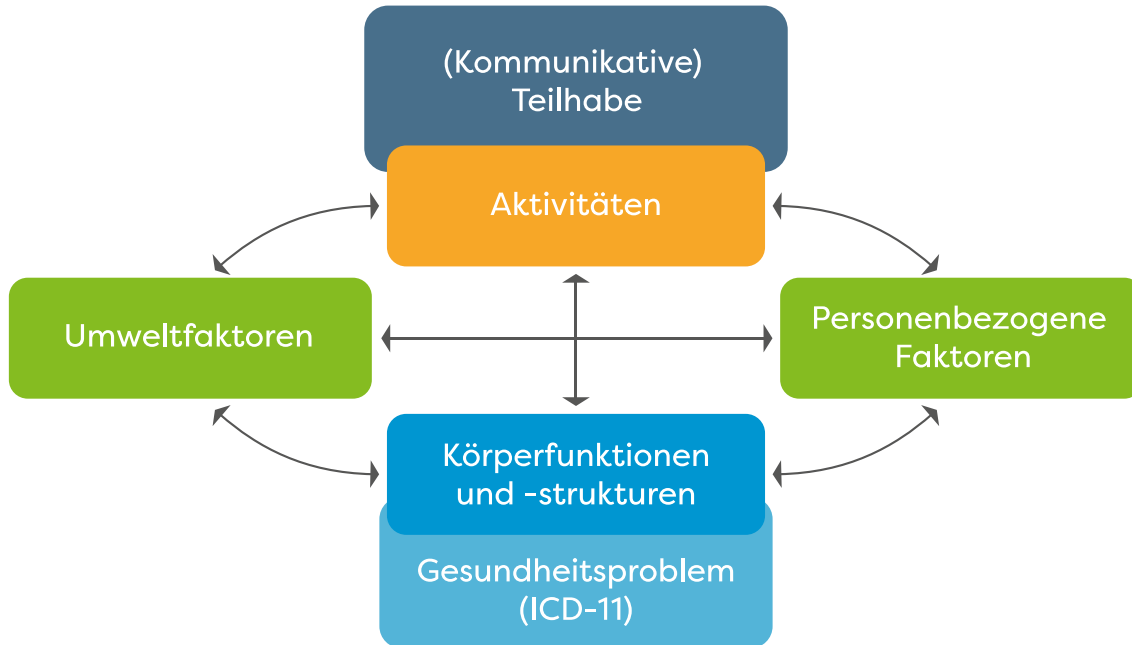 (Kommunikative)
Teilhabe
Aktivitäten
Umweltfaktoren
Personenbezogene
Faktoren
Körperfunktionen
und -strukturen
Gesundheitsproblem
(ICD-11)